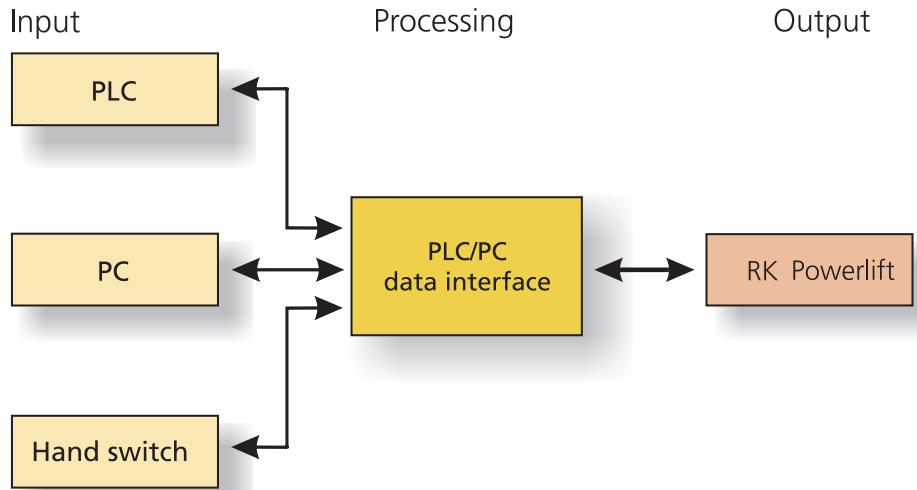 Input
Processing
Output
PLC
PC
Hand switch
PLC/PC
data interface
RK Powerlift